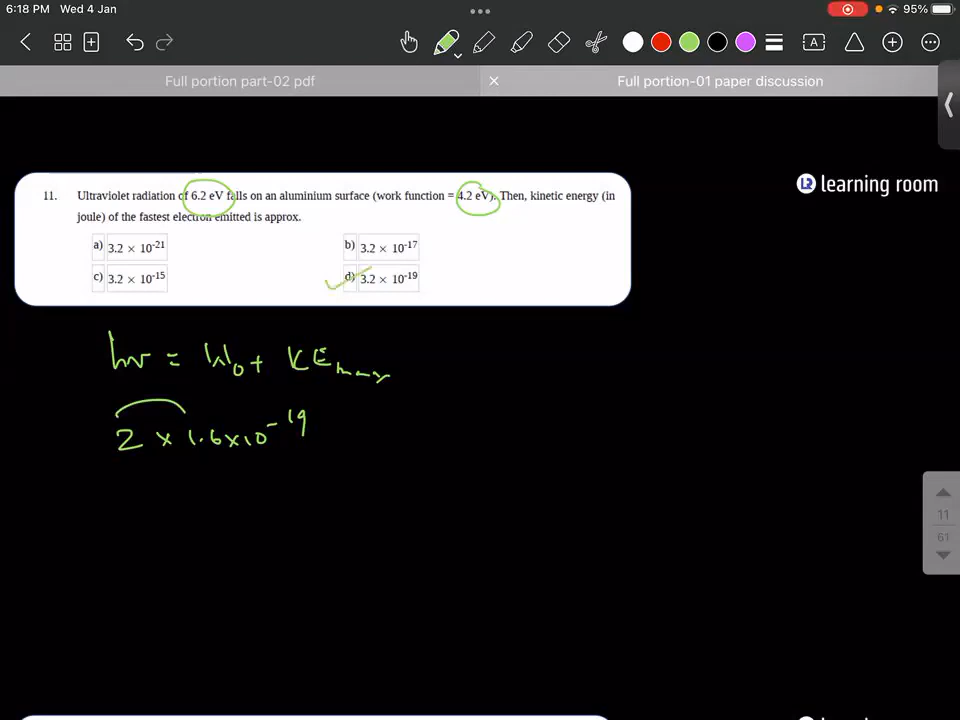 6:18 PM Wed 4 Jan
95%
A
Full portion part-02 pdf
Full portion-01 paper discussion
learning room
11. Ultraviolet radiation of 6.2 eV falls on an aluminium surface (work function = 4.2 eV). Then, kinetic energy (in
joule) of the fastest electron emitted is approx.
a) 3.2 × 10⁻²¹ b) 3.2 × 10⁻¹⁷
c) 3.2 × 10⁻¹⁵ d) 3.2 × 10⁻¹⁹
hν = W₀ + KEmax
2 × 1.6×10⁻¹⁹
11
61